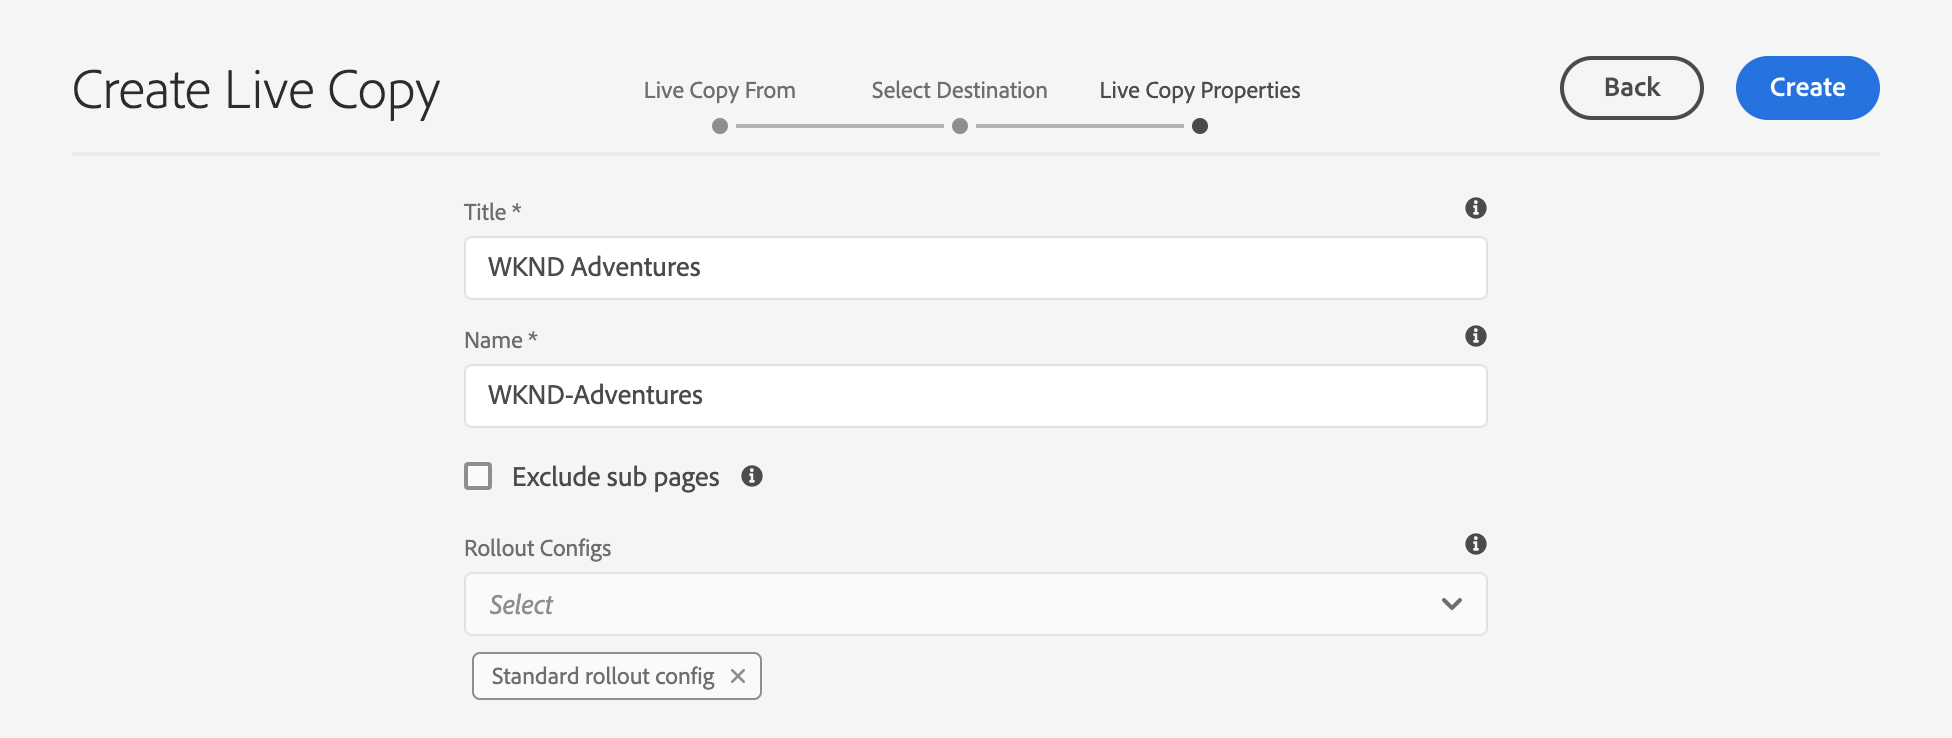 Create Live Copy
Live Copy From
Select Destination
Live Copy Properties
Back
Create
Title *
WKND Adventures
Name *
WKND-Adventures
Exclude sub pages
Rollout Configs
Select
Standard rollout config